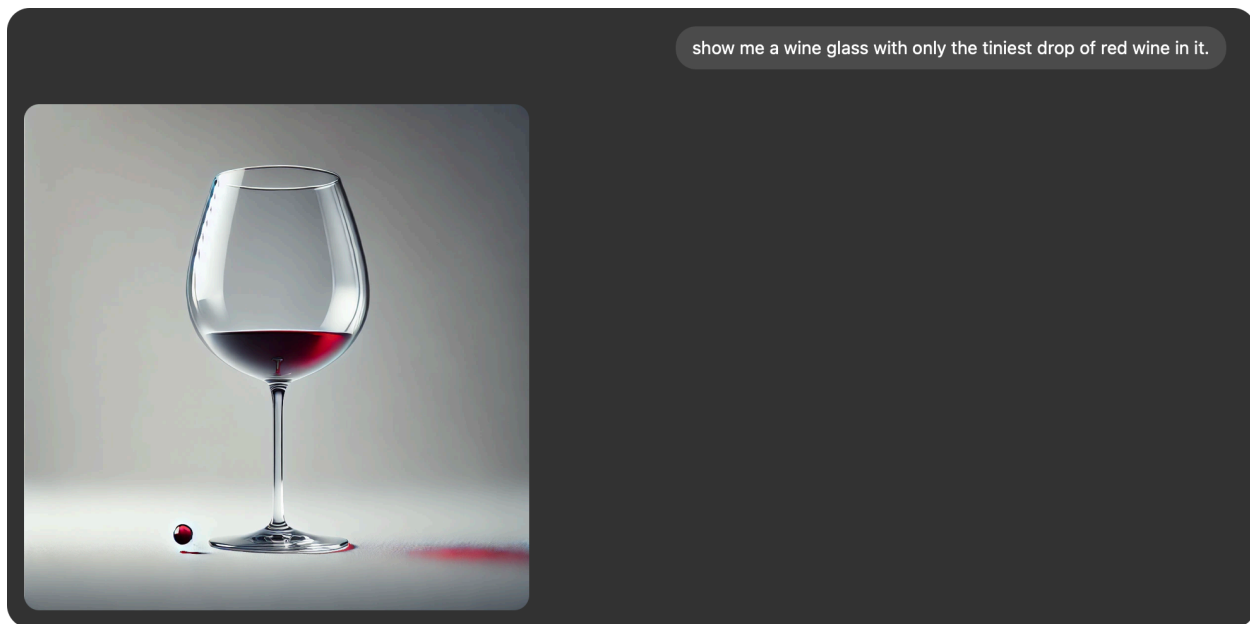 show me a wine glass with only the tiniest drop of red wine in it.